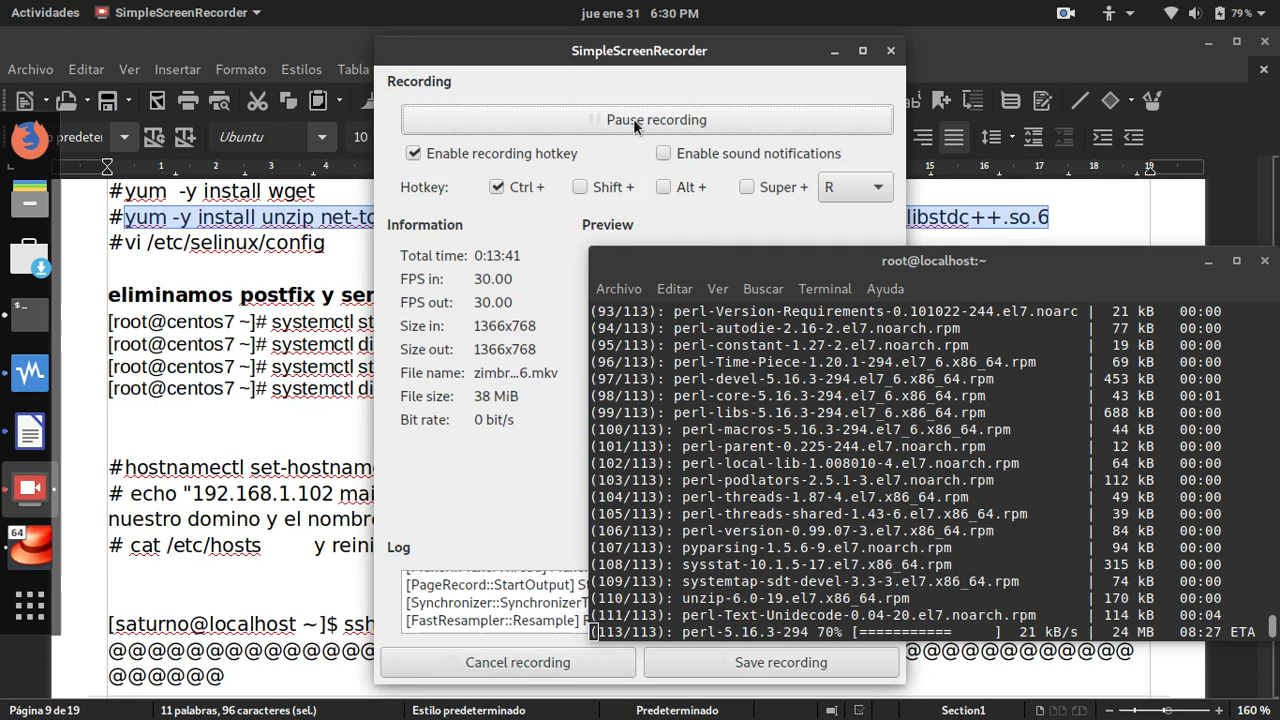 Actividades SimpleScreenRecorder jue ene 31 6:30 PM 79%
SimpleScreenRecorder
Archivo Editar Ver Insertar Formato Estilos Tabla
Recording
Pause recording
Ubuntu 10
Enable recording hotkey Enable sound notifications
Hotkey: Ctrl + Shift + Alt + Super + R
15 16 17 18
#yum -y install wget
#yum -y install unzip libstdc++.so.6
#vi /etc/selinux/config
Information Preview
Total time: 0:13:41
FPS in: 30.00
FPS out: 30.00
Size in: 1366x768
Size out: 1366x768
File name: zimbr...6.mkv
File size: 38 MiB
Bit rate: 0 bit/s
eliminamos postfix y
[root@centos7 ~]# systemctl
[root@centos7 ~]# systemctl
[root@centos7 ~]# systemctl
[root@centos7 ~]# systemctl
#hostnamectl
# echo "192.168.1.102
nuestro domino y el
# cat /etc/hosts y
[saturno@localhost ~]$
@@@@@@@@@@@@@@@@@
@@@@@@
Log
[PageRecord::StartOutput]
[FastResampler::Resample]
Cancel recording Save recording
root@localhost:~
Archivo Editar Ver Buscar Terminal Ayuda
(93/113): perl-Version-Requirements-0.101022-244.el7.noarc | 21 kB 00:00
(94/113): perl-autodie-2.16-2.el7.noarch.rpm | 77 kB 00:00
(95/113): perl-constant-1.27-2.el7.noarch.rpm | 19 kB 00:00
(96/113): perl-Time-Piece-1.20.1-294.el7_6.x86_64.rpm | 69 kB 00:00
(97/113): perl-devel-5.16.3-294.el7_6.x86_64.rpm | 453 kB 00:00
(98/113): perl-core-5.16.3-294.el7_6.x86_64.rpm | 43 kB 00:01
(99/113): perl-libs-5.16.3-294.el7_6.x86_64.rpm | 688 kB 00:00
(100/113): perl-macros-5.16.3-294.el7_6.x86_64.rpm | 44 kB 00:00
(101/113): perl-parent-0.225-244.el7.noarch.rpm | 12 kB 00:00
(102/113): perl-local-lib-1.008010-4.el7.noarch.rpm | 64 kB 00:00
(103/113): perl-podlators-2.5.1-3.el7.noarch.rpm | 112 kB 00:00
(104/113): perl-threads-1.87-4.el7.x86_64.rpm | 49 kB 00:00
(105/113): perl-threads-shared-1.43-6.el7.x86_64.rpm | 39 kB 00:00
(106/113): perl-version-0.99.07-3.el7.x86_64.rpm | 84 kB 00:00
(107/113): pyparsing-1.5.6-9.el7.noarch.rpm | 94 kB 00:00
(108/113): sysstat-10.1.5-17.el7.x86_64.rpm | 315 kB 00:00
(109/113): systemtap-sdt-devel-3.3-3.el7.x86_64.rpm | 74 kB 00:00
(110/113): unzip-6.0-19.el7.x86_64.rpm | 170 kB 00:00
(111/113): perl-Text-Unidecode-0.04-20.el7.noarch.rpm | 114 kB 00:04
(113/113): perl-5.16.3-294 70% [=========== ] 21 kB/s | 24 MB 08:27 ETA
64
Página 9 de 19 11 palabras, 96 caracteres (sel.) Estilo predeterminado Predeterminado Section1 160 %